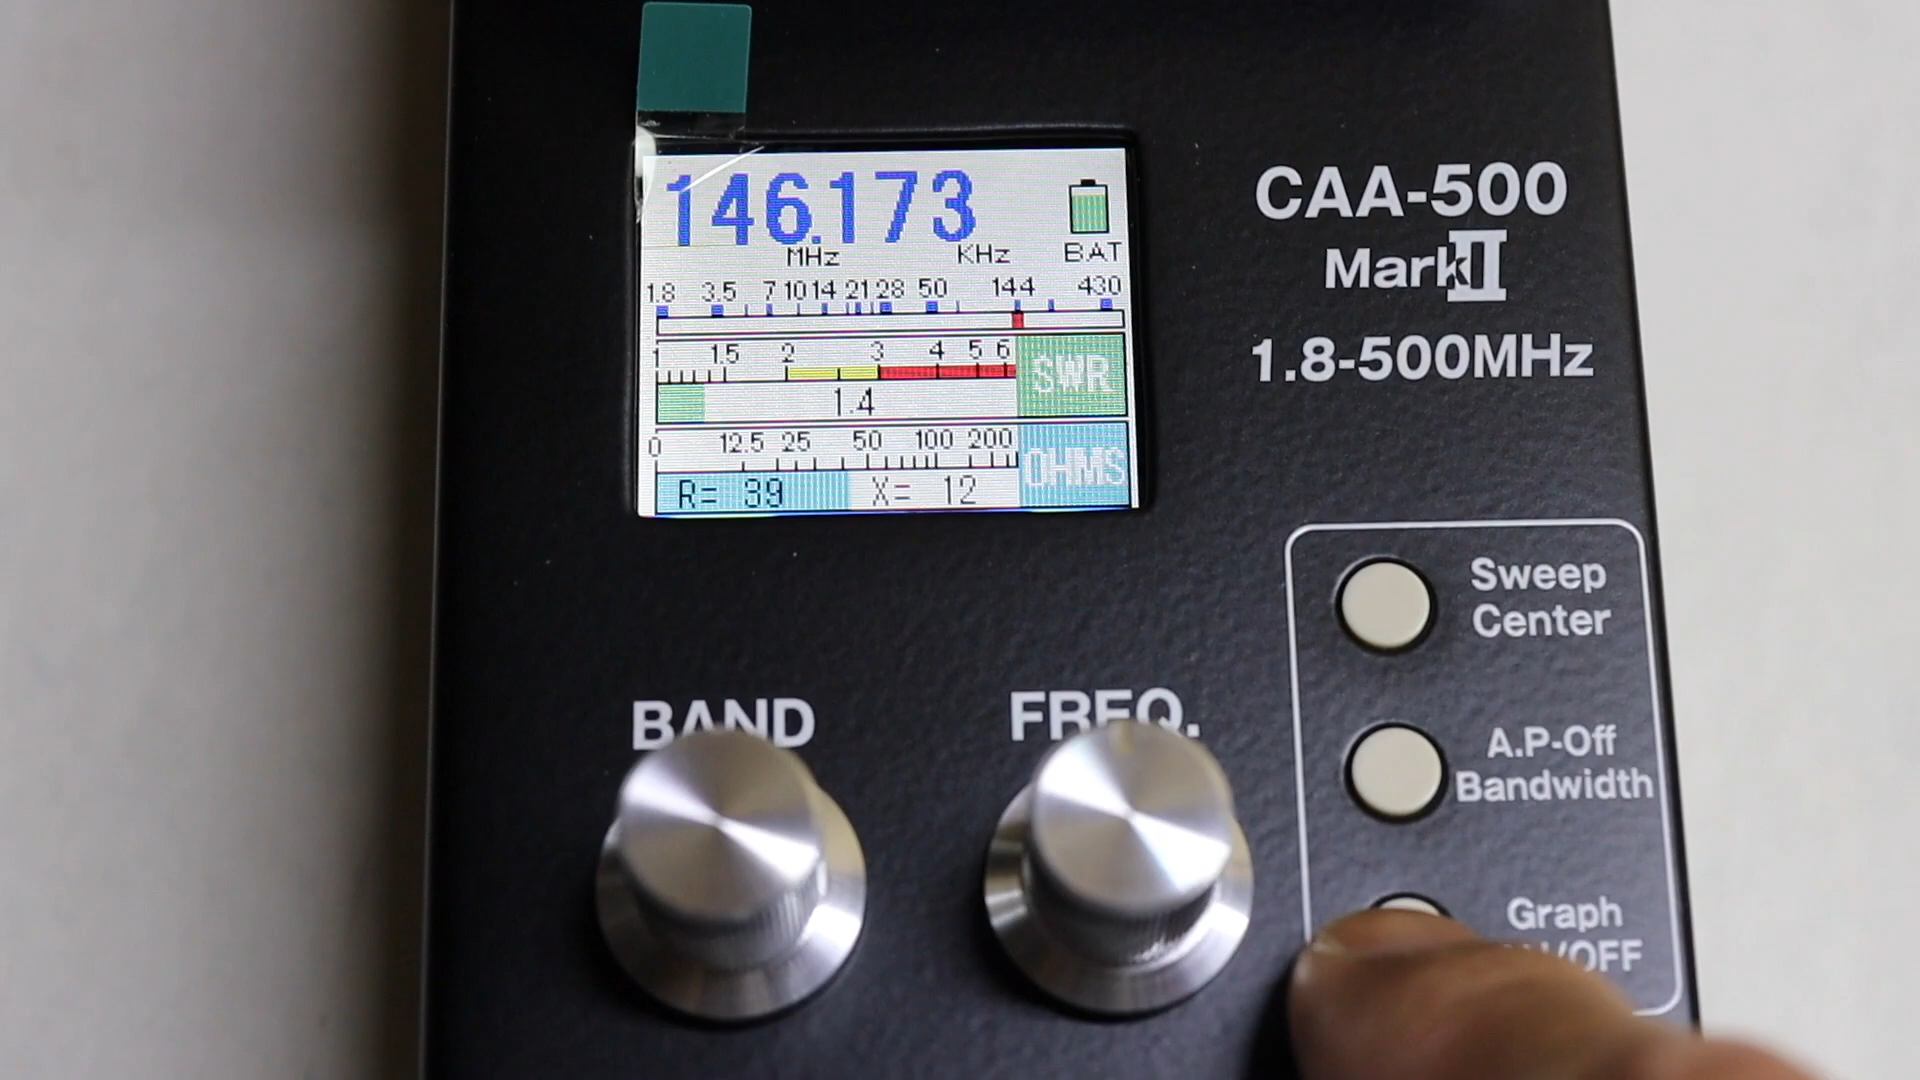 146.173
MHz KHz BAT
1.8 3.5 7 10 14 21 28 50 144 430
1 1.5 2 3 4 5 6 SWR
1.4
0 12.5 25 50 100 200 OHMS
R= 39 X= 12
CAA-500
MarkII
1.8-500MHz
Sweep
Center
BAND FREQ.
A.P-Off
Bandwidth
Graph
/OFF